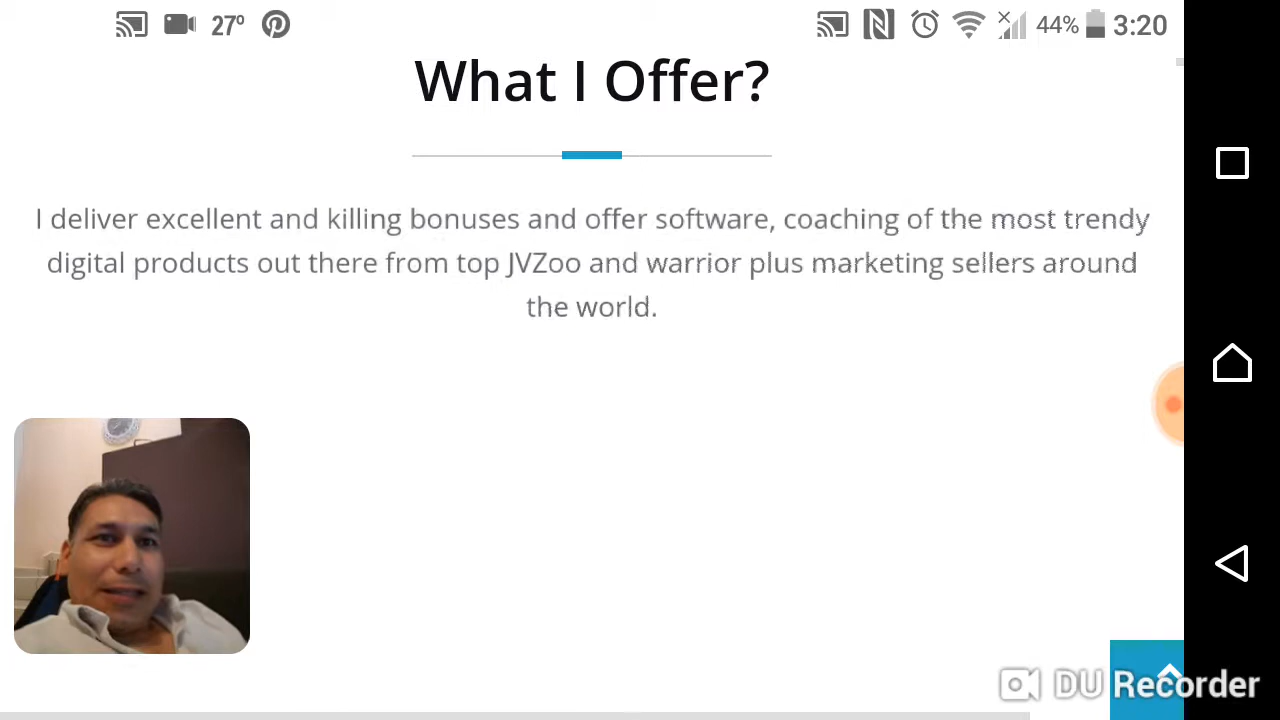 27° 44% 3:20
What I Offer?
I deliver excellent and killing bonuses and offer software, coaching of the most trendy
digital products out there from top JVZoo and warrior plus marketing sellers around
the world.
DU Recorder